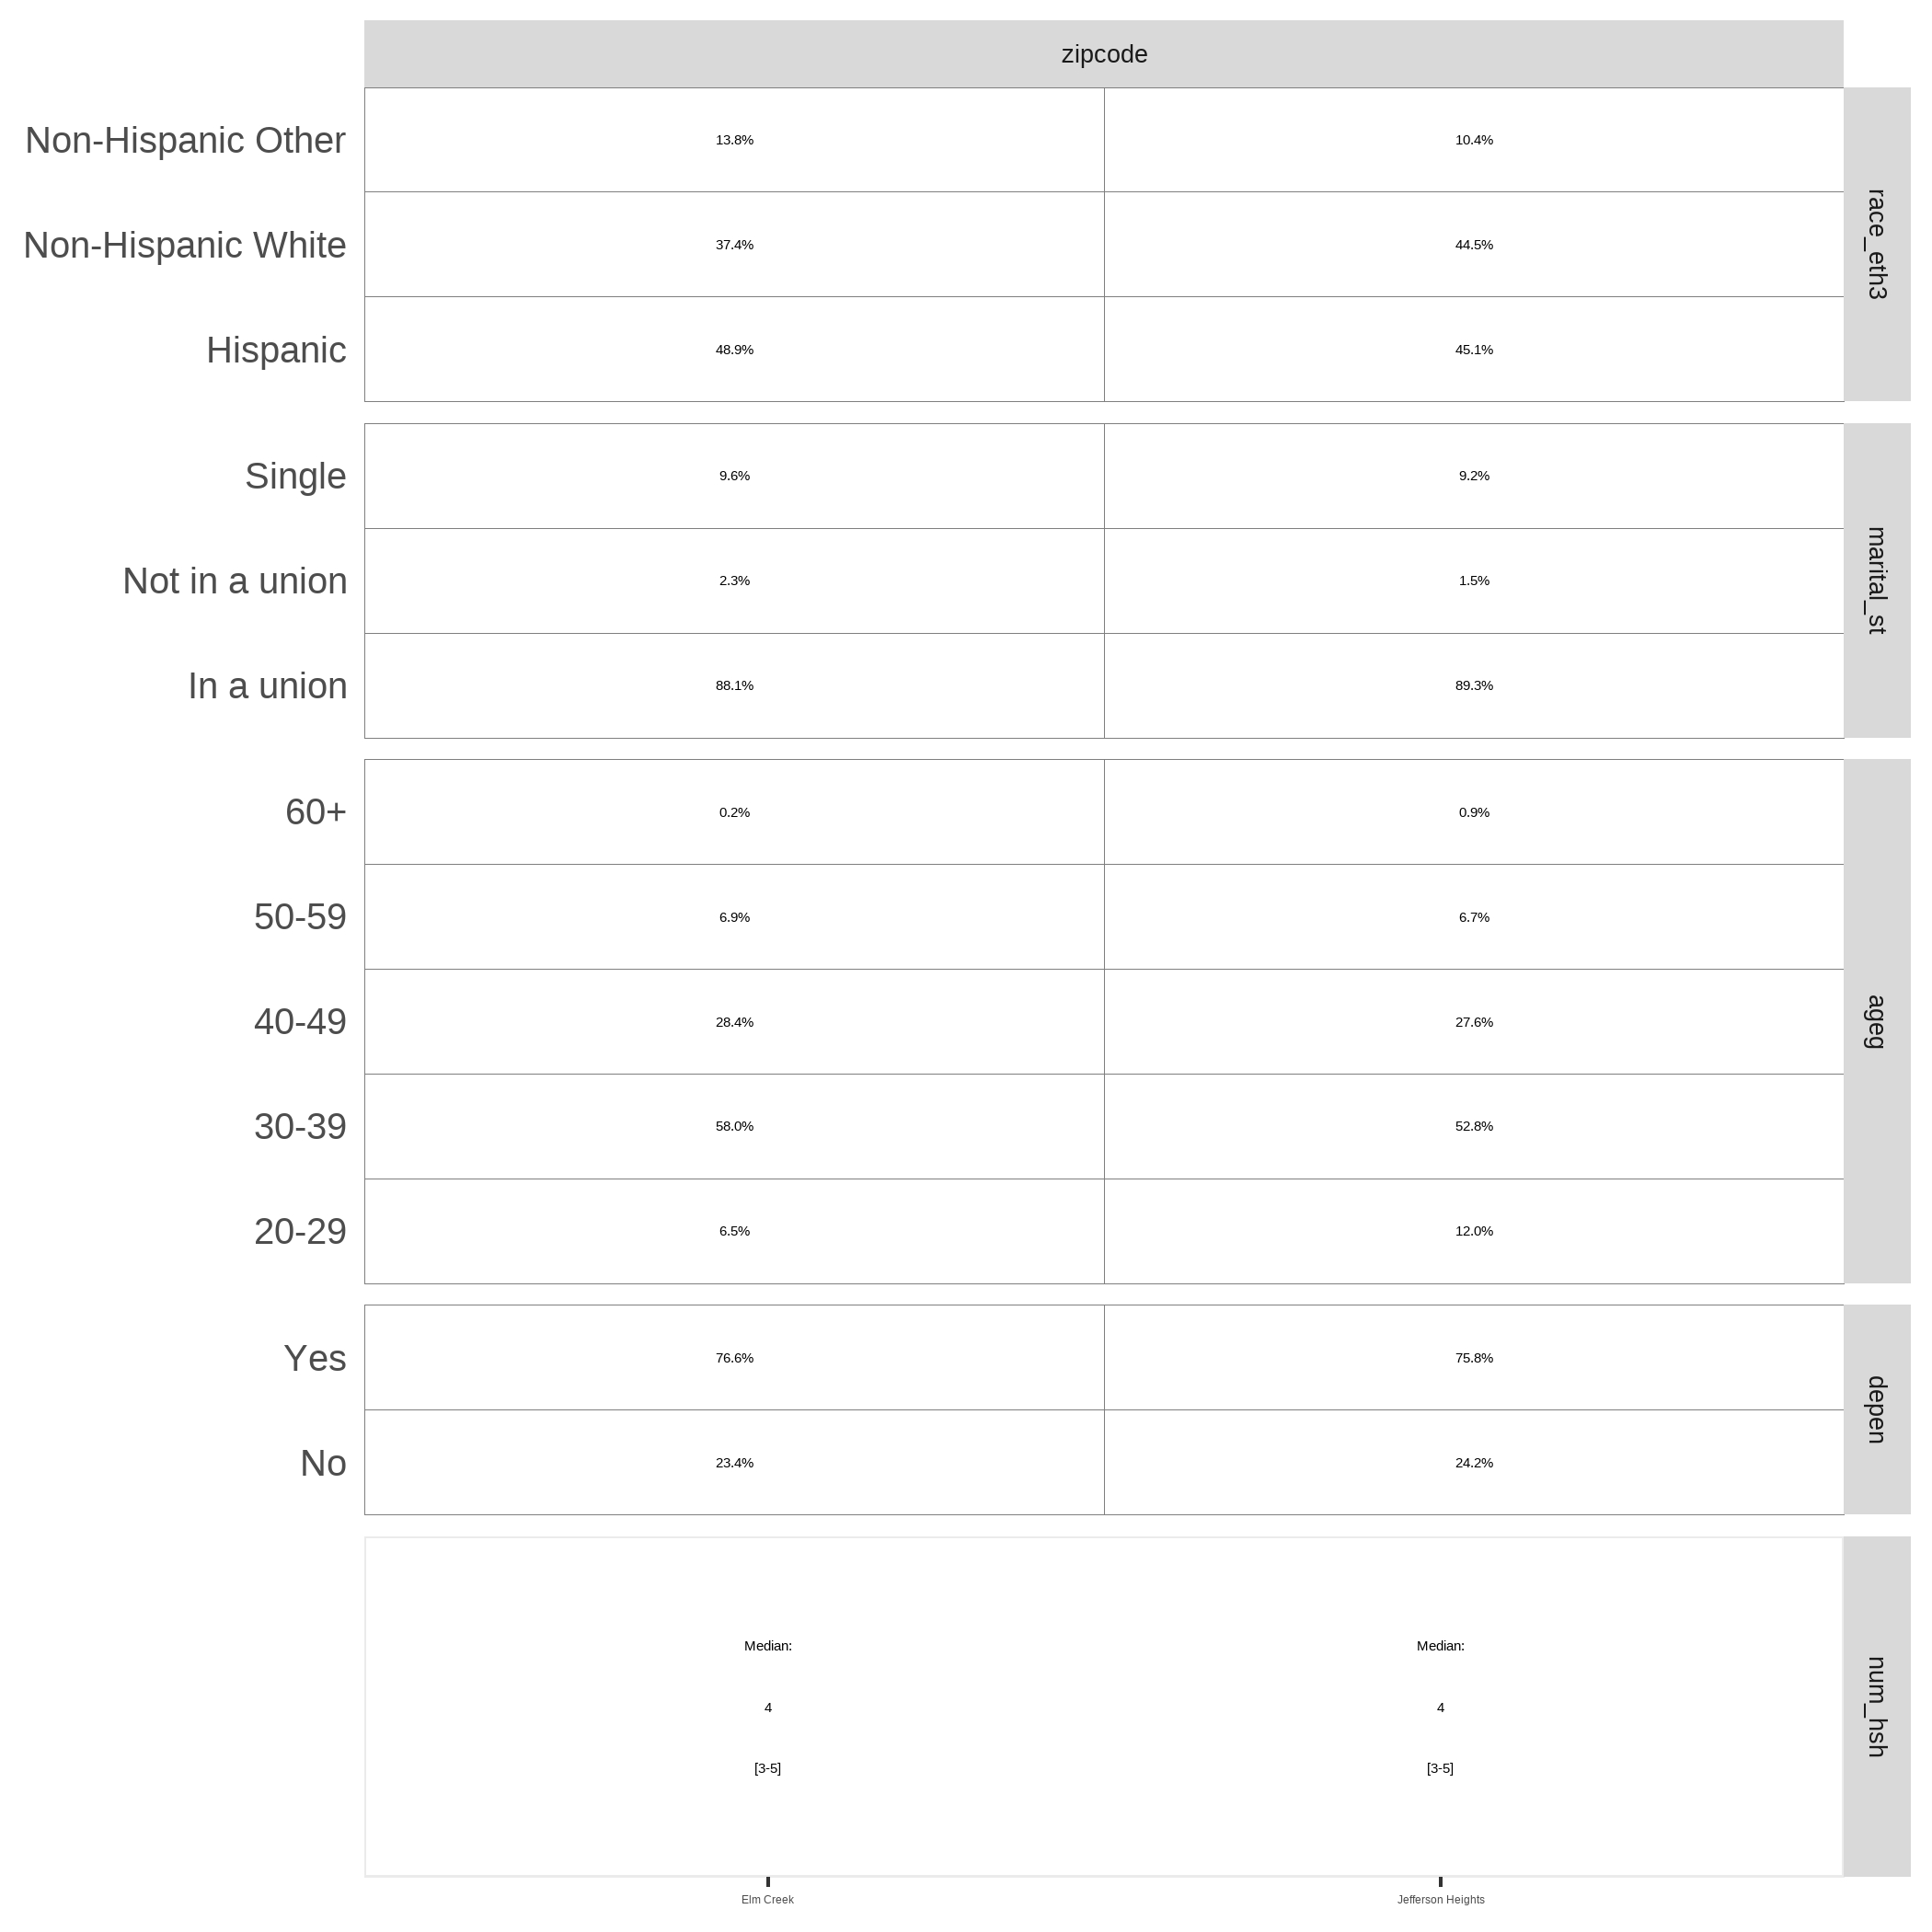 zipcode
Non-Hispanic Other 13.8% 10.4%
Non-Hispanic White 37.4% 44.5%
Hispanic 48.9% 45.1%
race_eth3
Single 9.6% 9.2%
Not in a union 2.3% 1.5%
In a union 88.1% 89.3%
marital_st
60+ 0.2% 0.9%
50-59 6.9% 6.7%
40-49 28.4% 27.6%
30-39 58.0% 52.8%
20-29 6.5% 12.0%
ageg
Yes 76.6% 75.8%
No 23.4% 24.2%
depen
Median: Median:
4 4
[3-5] [3-5]
num_hsh
Elm Creek Jefferson Heights